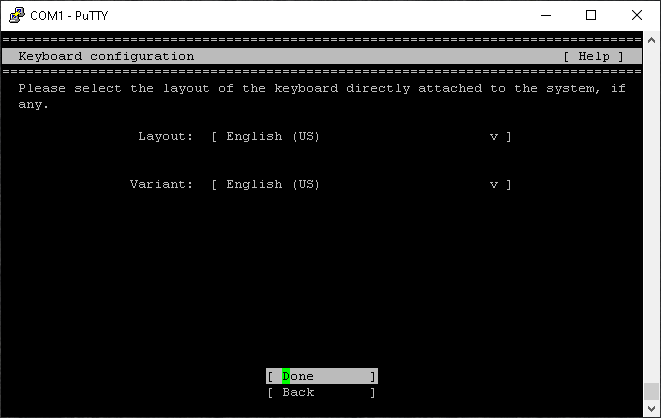 COM1 - PuTTY
================================================================================
Keyboard configuration [ Help ]
================================================================================
Please select the layout of the keyboard directly attached to the system, if
any.
Layout: [ English (US) v ]
Variant: [ English (US) v ]
[ Done ]
[ Back ]